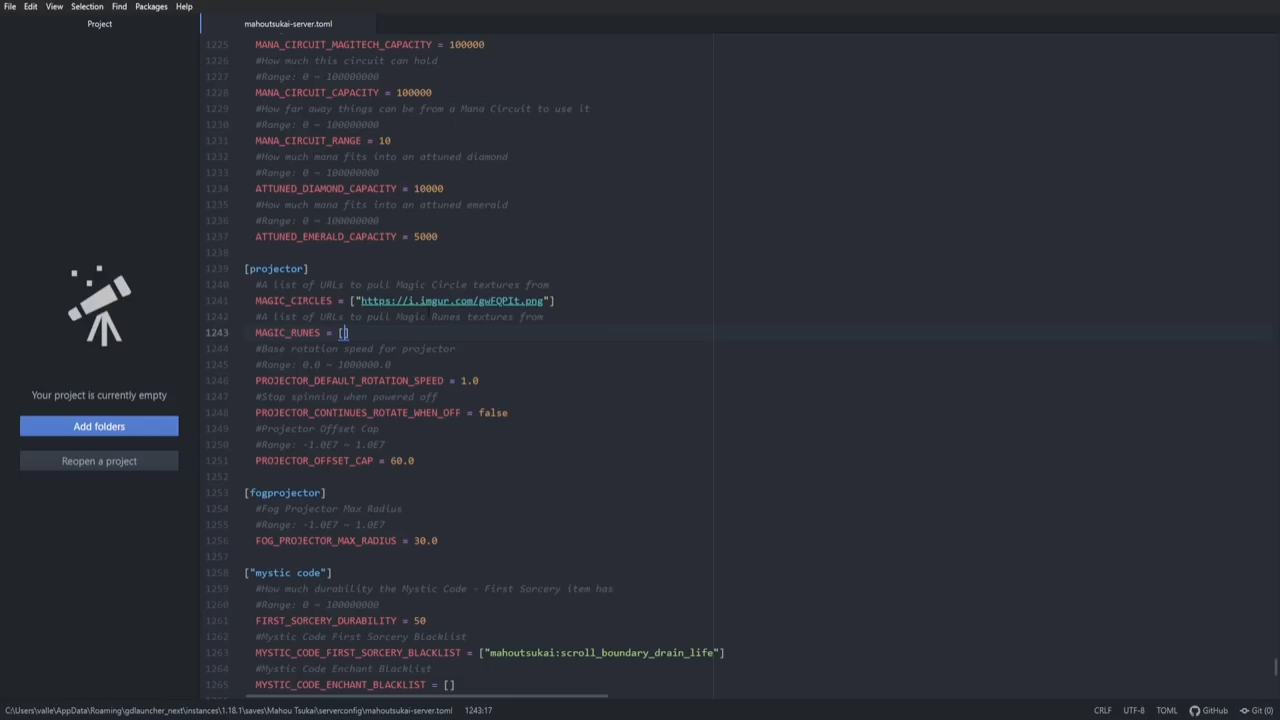 File Edit View Selection Find Packages Help
Project
mahoutsukai-server.toml
1225 MANA_CIRCUIT_MAGITECH_CAPACITY = 100000
1226 #How much this circuit can hold
1227 #Range: 0 ~ 100000000
1228 MANA_CIRCUIT_CAPACITY = 100000
1229 #How far away things can be from a Mana Circuit to use it
1230 #Range: 0 ~ 100000000
1231 MANA_CIRCUIT_RANGE = 10
1232 #How much mana fits into an attuned diamond
1233 #Range: 0 ~ 100000000
1234 ATTUNED_DIAMOND_CAPACITY = 10000
1235 #How much mana fits into an attuned emerald
1236 #Range: 0 ~ 100000000
1237 ATTUNED_EMERALD_CAPACITY = 5000
1238
1239 [projector]
1240 #A list of URLs to pull Magic Circle textures from
1241 MAGIC_CIRCLES = ["https://i.imgur.com/gwFQPIt.png"]
1242 #A list of URLs to pull Magic Runes textures from
1243 MAGIC_RUNES = []
1244 #Base rotation speed for projector
1245 #Range: 0.0 ~ 1000000.0
1246 PROJECTOR_DEFAULT_ROTATION_SPEED = 1.0
1247 #Stop spinning when powered off
1248 PROJECTOR_CONTINUES_ROTATE_WHEN_OFF = false
1249 #Projector Offset Cap
1250 #Range: -1.0E7 ~ 1.0E7
1251 PROJECTOR_OFFSET_CAP = 60.0
1252
1253 [fogprojector]
1254 #Fog Projector Max Radius
1255 #Range: -1.0E7 ~ 1.0E7
1256 FOG_PROJECTOR_MAX_RADIUS = 30.0
1257
1258 ["mystic code"]
1259 #How much durability the Mystic Code - First Sorcery item has
1260 #Range: 0 ~ 100000000
1261 FIRST_SORCERY_DURABILITY = 50
1262 #Mystic Code First Sorcery Blacklist
1263 MYSTIC_CODE_FIRST_SORCERY_BLACKLIST = ["mahoutsukai:scroll_boundary_drain_life"]
1264 #Mystic Code Enchant Blacklist
1265 MYSTIC_CODE_ENCHANT_BLACKLIST = []
Your project is currently empty
Add folders
Reopen a project
C:\Users\valle\AppData\Roaming\gdlauncher_next\instances\1.18.1\saves\Mahou Tsukai\serverconfig\mahoutsukai-server.toml 1243:17 CRLF UTF-8 TOML GitHub Git (0)